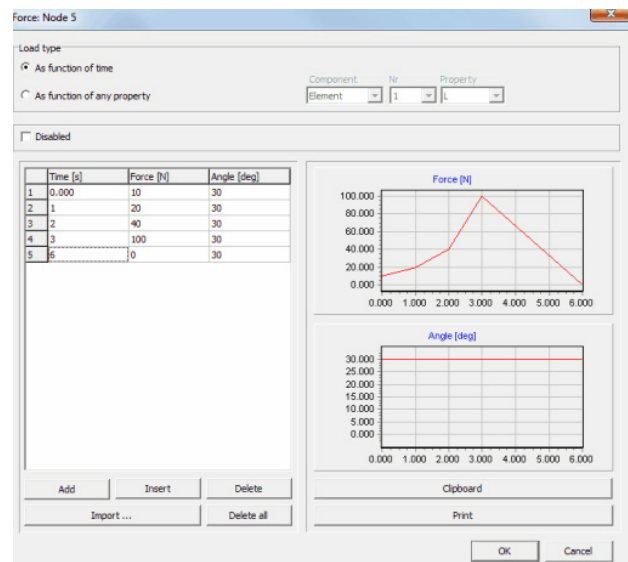 Force: Node 5
Load type
As function of time
As function of any property
Component Nr Property
Element 1 L
Disabled
Time [s] Force [N] Angle [deg]
1 0.000 10 30
2 1 20 30
3 2 40 30
4 3 100 30
5 6 0 30
Force [N]
100.000
80.000
60.000
40.000
20.000
0.000
0.000 1.000 2.000 3.000 4.000 5.000 6.000
Angle [deg]
30.000
25.000
20.000
15.000
10.000
5.000
0.000
0.000 1.000 2.000 3.000 4.000 5.000 6.000
Add Insert Delete
Import ... Delete all
Clipboard
Print
OK Cancel